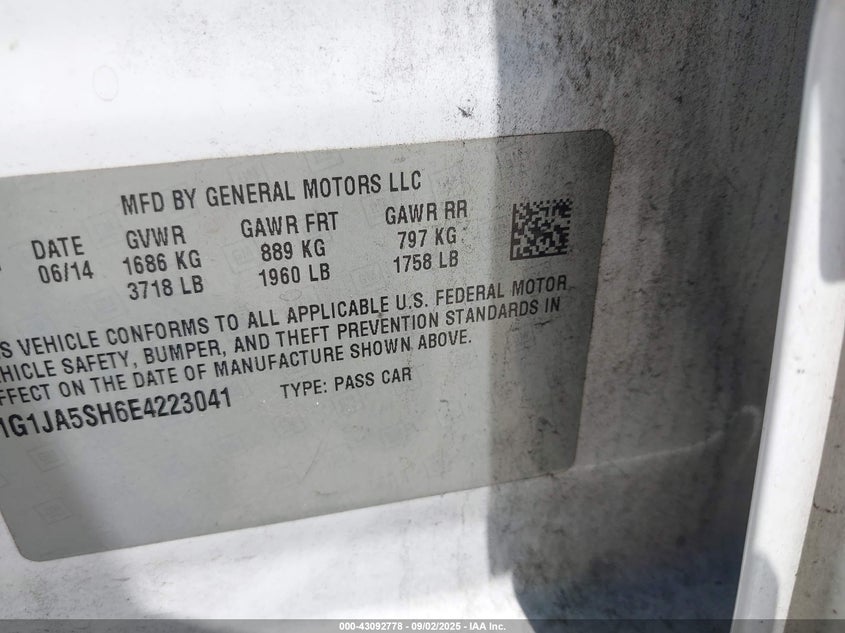 MFD BY GENERAL MOTORS LLC
DATE GVWR GAWR FRT GAWR RR
06/14 1686 KG 889 KG 797 KG
3718 LB 1960 LB 1758 LB
S VEHICLE CONFORMS TO ALL APPLICABLE U.S. FEDERAL MOTOR
HICLE SAFETY, BUMPER, AND THEFT PREVENTION STANDARDS IN
FFECT ON THE DATE OF MANUFACTURE SHOWN ABOVE.
1G1JA5SH6E4223041 TYPE: PASS CAR
000-43092778 - 09/02/2025 - IAA Inc.